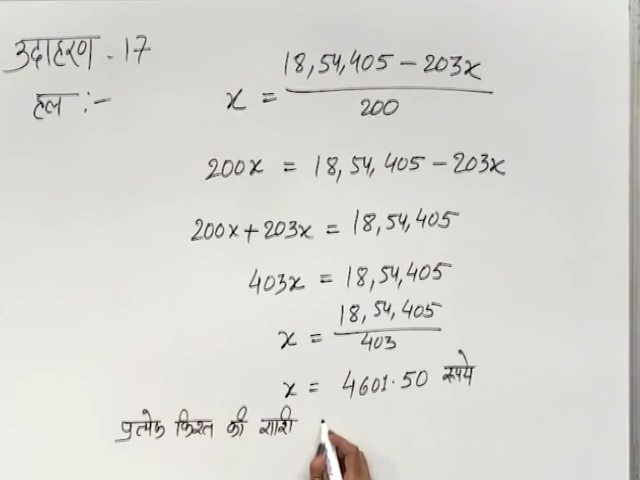 उदाहरण - 17
हल :-
x = 18,54,405 - 203x / 200
200x = 18,54,405 - 203x
200x + 203x = 18,54,405
403x = 18,54,405
x = 18,54,405 / 403
x = 4601.50 रुपये
प्रत्येक किश्त की राशि